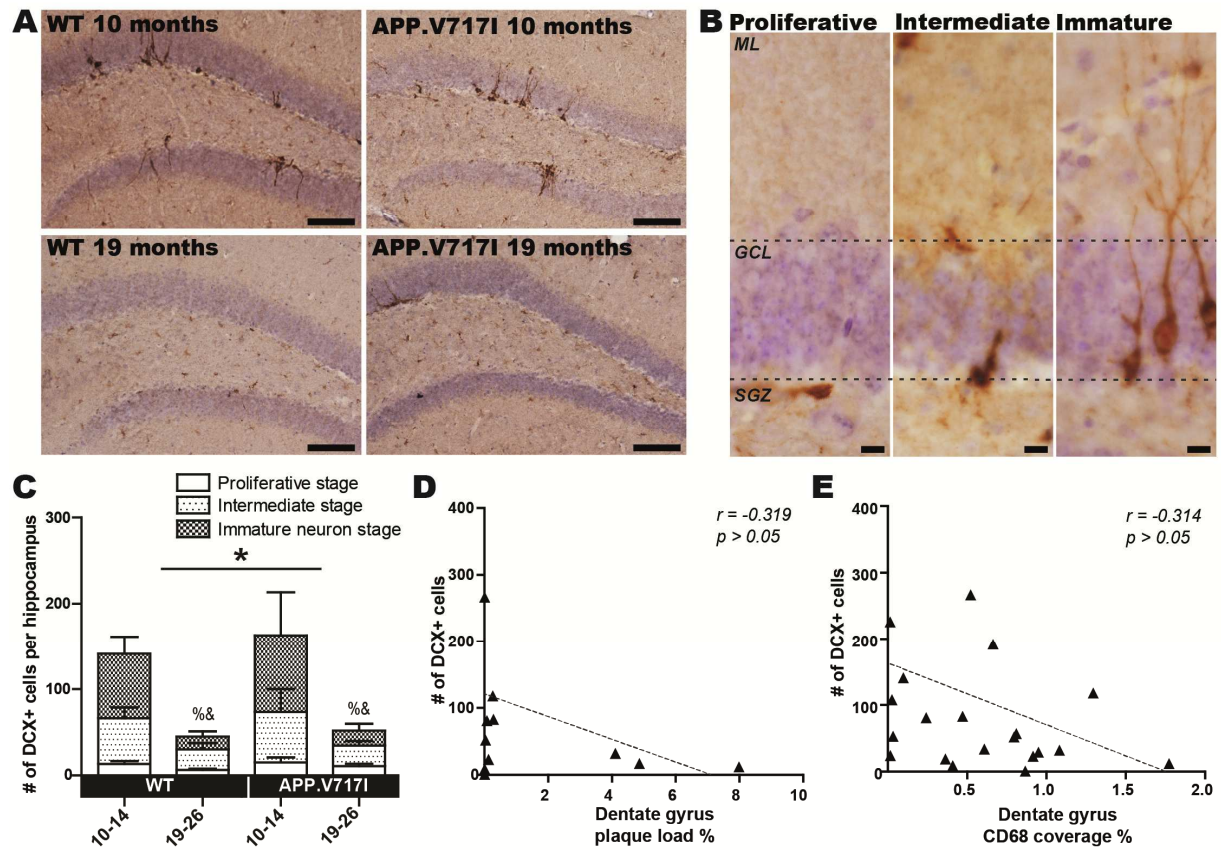 A
WT 10 months
APP.V717I 10 months
WT 19 months
APP.V717I 19 months
B
Proliferative
Intermediate
Immature
ML
GCL
SGZ
C
Proliferative stage
Intermediate stage
Immature neuron stage
# of DCX+ cells per hippocampus
300
200
100
0
*
%&
%&
WT
APP.V717I
10-14
19-26
10-14
19-26
D
r = -0.319
p > 0.05
# of DCX+ cells
400
300
200
100
0
2
4
6
8
10
Dentate gyrus
plaque load %
E
r = -0.314
p > 0.05
# of DCX+ cells
400
300
200
100
0
0.5
1.0
1.5
2.0
Dentate gyrus
CD68 coverage %